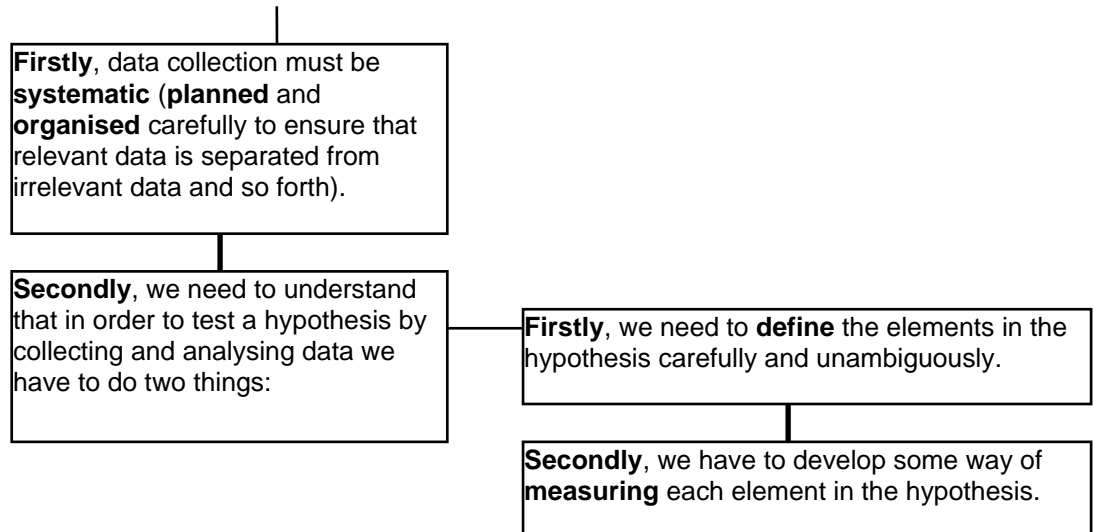 Firstly, data collection must be
systematic (planned and
organised carefully to ensure that
relevant data is separated from
irrelevant data and so forth).
Secondly, we need to understand
that in order to test a hypothesis by
collecting and analysing data we
have to do two things:
Firstly, we need to define the elements in the
hypothesis carefully and unambiguously.
Secondly, we have to develop some way of
measuring each element in the hypothesis.